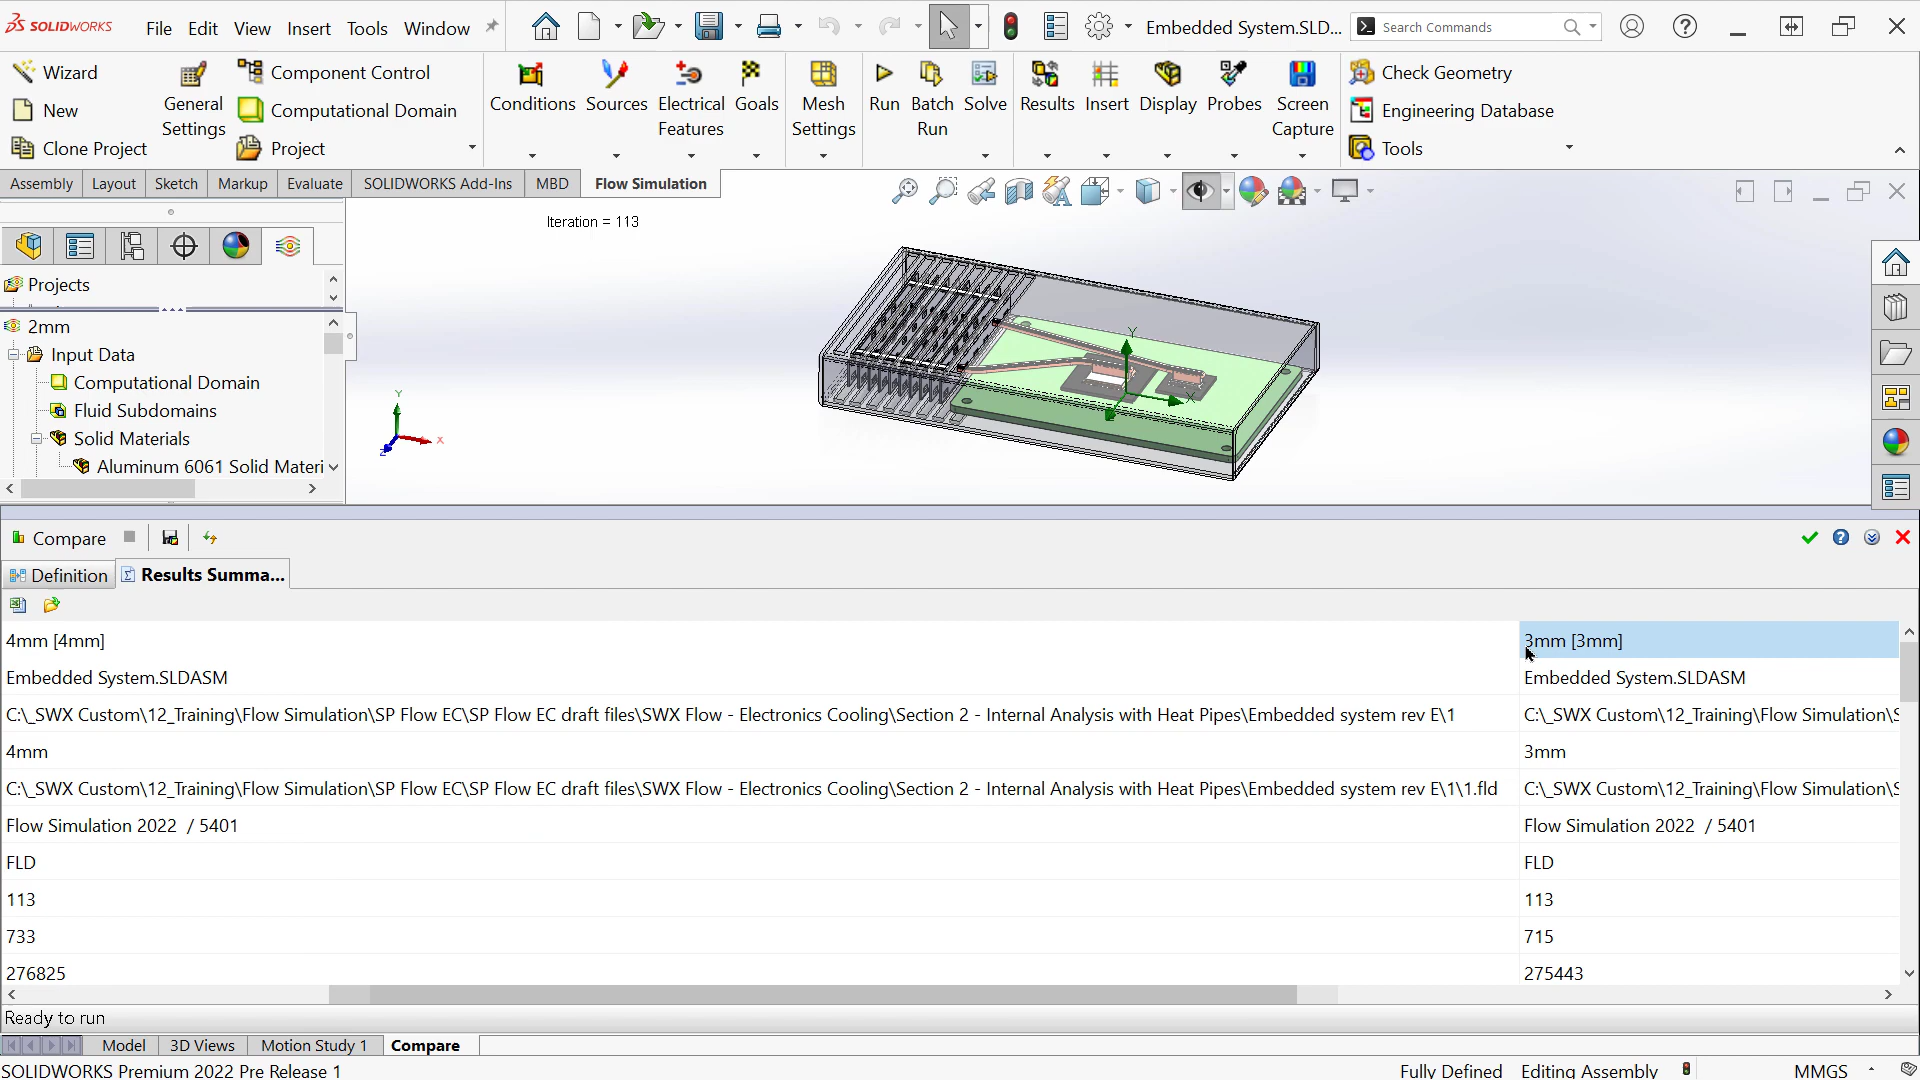 SOLIDWORKS File Edit View Insert Tools Window Embedded System.SLD... Search Commands
Wizard
New
Clone Project
General Settings
Component Control
Computational Domain
Project
Conditions Sources Electrical Features Goals Mesh Settings Run Batch Run Solve Results Insert Display Probes Screen Capture
Check Geometry
Engineering Database
Tools
Assembly Layout Sketch Markup Evaluate SOLIDWORKS Add-Ins MBD Flow Simulation
Iteration = 113
Projects
2mm
Input Data
Computational Domain
Fluid Subdomains
Solid Materials
Aluminum 6061 Solid Materi
Y
X
Z
Y
X
Compare
Definition Results Summa...
4mm [4mm] 3mm [3mm]
Embedded System.SLDASM Embedded System.SLDASM
C:\_SWX Custom\12_Training\Flow Simulation\SP Flow EC\SP Flow EC draft files\SWX Flow - Electronics Cooling\Section 2 - Internal Analysis with Heat Pipes\Embedded system rev E\1 C:\_SWX Custom\12_Training\Flow Simulation\S
4mm 3mm
C:\_SWX Custom\12_Training\Flow Simulation\SP Flow EC\SP Flow EC draft files\SWX Flow - Electronics Cooling\Section 2 - Internal Analysis with Heat Pipes\Embedded system rev E\1\1.fld C:\_SWX Custom\12_Training\Flow Simulation\S
Flow Simulation 2022 / 5401 Flow Simulation 2022 / 5401
FLD FLD
113 113
733 715
276825 275443
Ready to run
Model 3D Views Motion Study 1 Compare
SOLIDWORKS Premium 2022 Pre Release 1 Fully Defined Editing Assembly MMGS